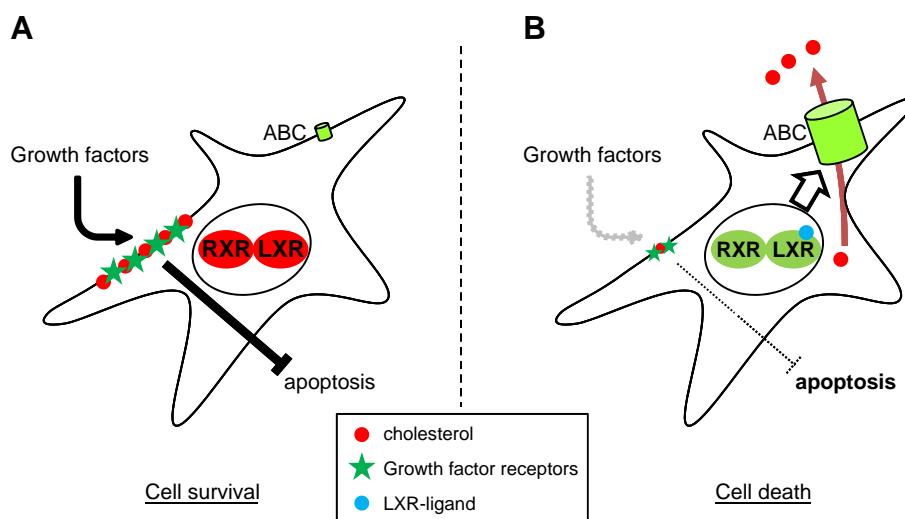 A
ABC
Growth factors
RXR LXR
apoptosis
Cell survival
B
ABC
Growth factors
RXR LXR
apoptosis
Cell death
cholesterol
Growth factor receptors
LXR-ligand